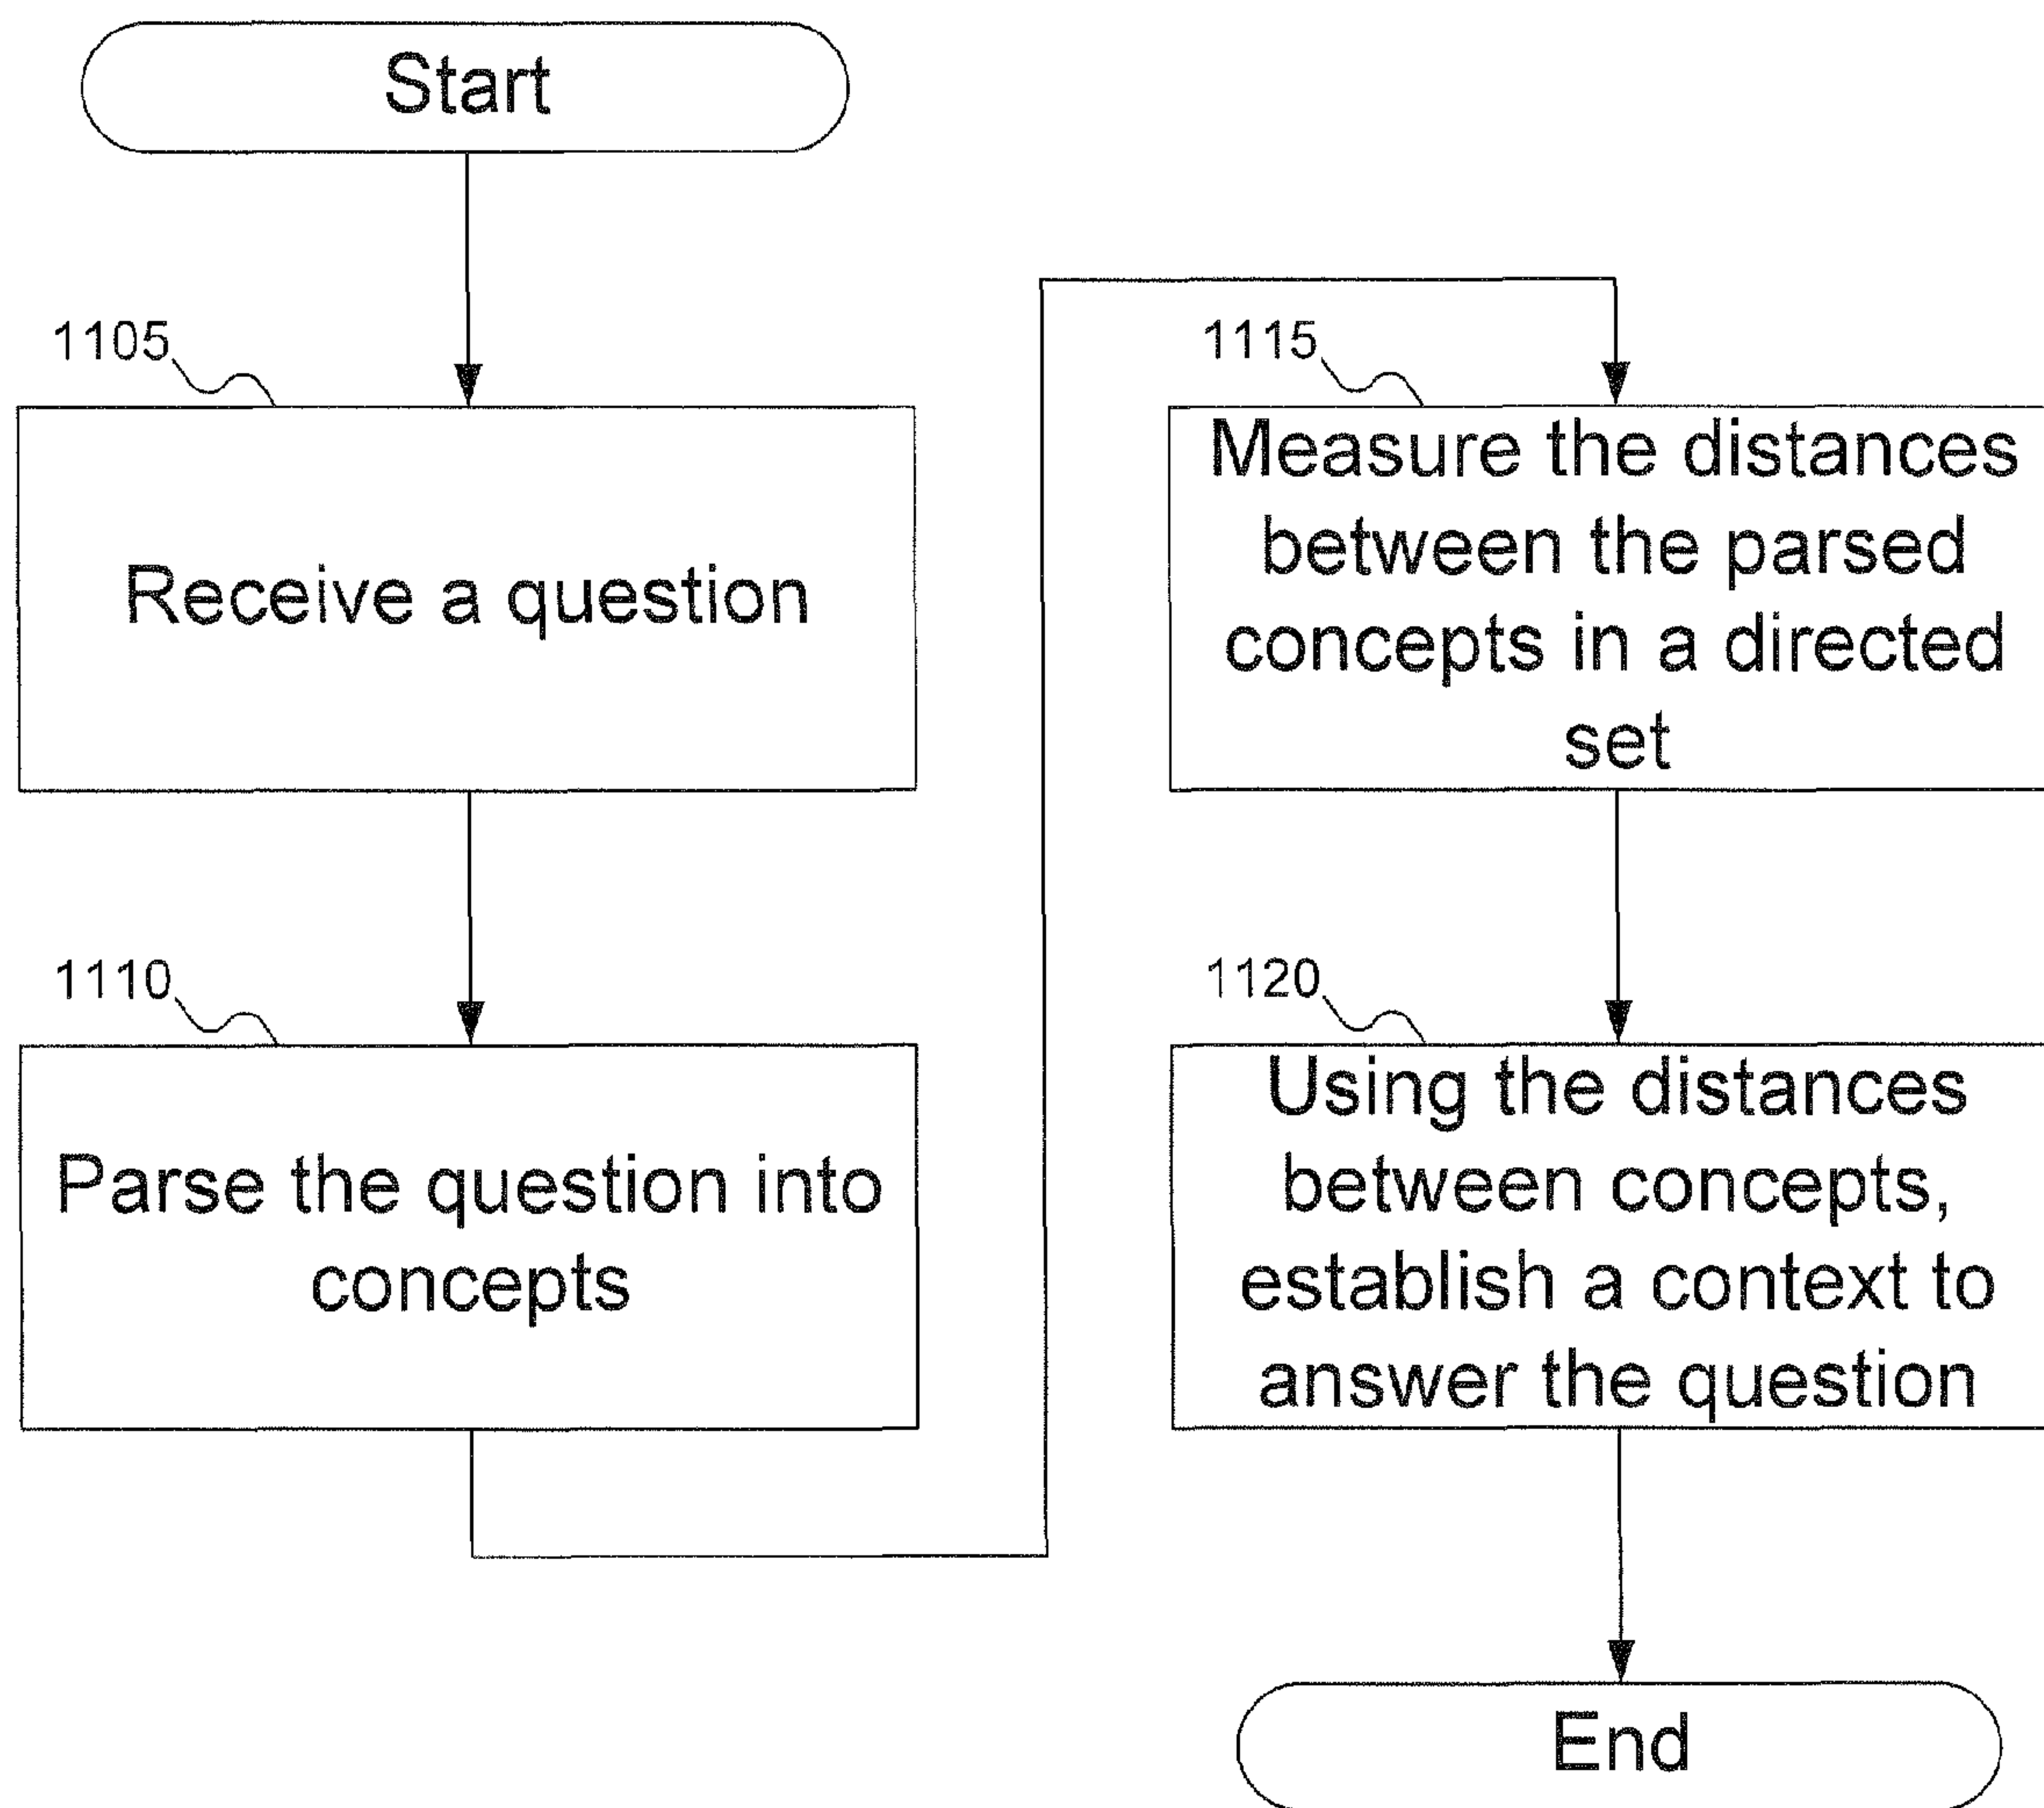 Start
1105
Receive a question
1110
Parse the question into
concepts
1115
Measure the distances
between the parsed
concepts in a directed
set
1120
Using the distances
between concepts,
establish a context to
answer the question
End